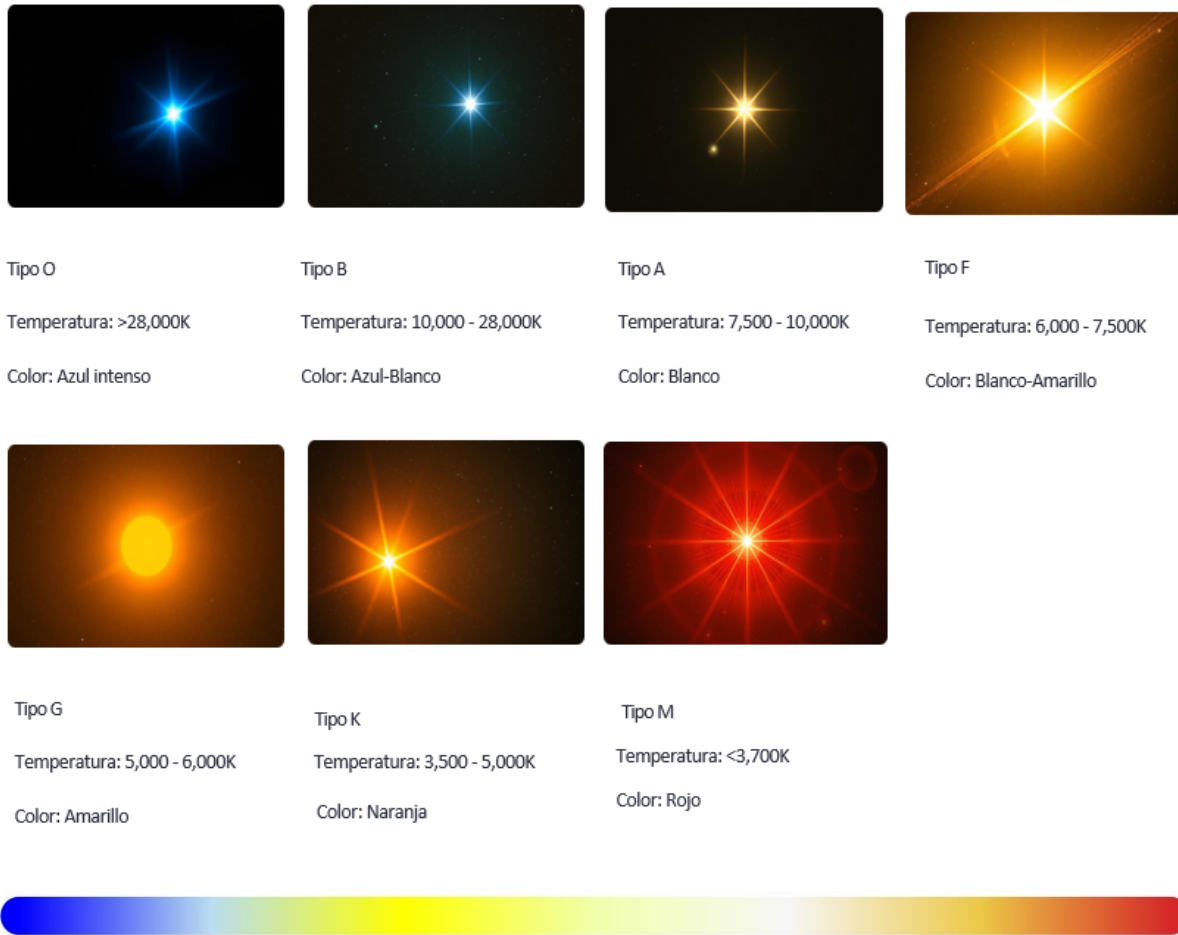 Tipo O
Temperatura: >28,000K
Color: Azul intenso
Tipo B
Temperatura: 10,000 - 28,000K
Color: Azul-Blanco
Tipo A
Temperatura: 7,500 - 10,000K
Color: Blanco
Tipo F
Temperatura: 6,000 - 7,500K
Color: Blanco-Amarillo
Tipo G
Temperatura: 5,000 - 6,000K
Color: Amarillo
Tipo K
Temperatura: 3,500 - 5,000K
Color: Naranja
Tipo M
Temperatura: <3,700K
Color: Rojo